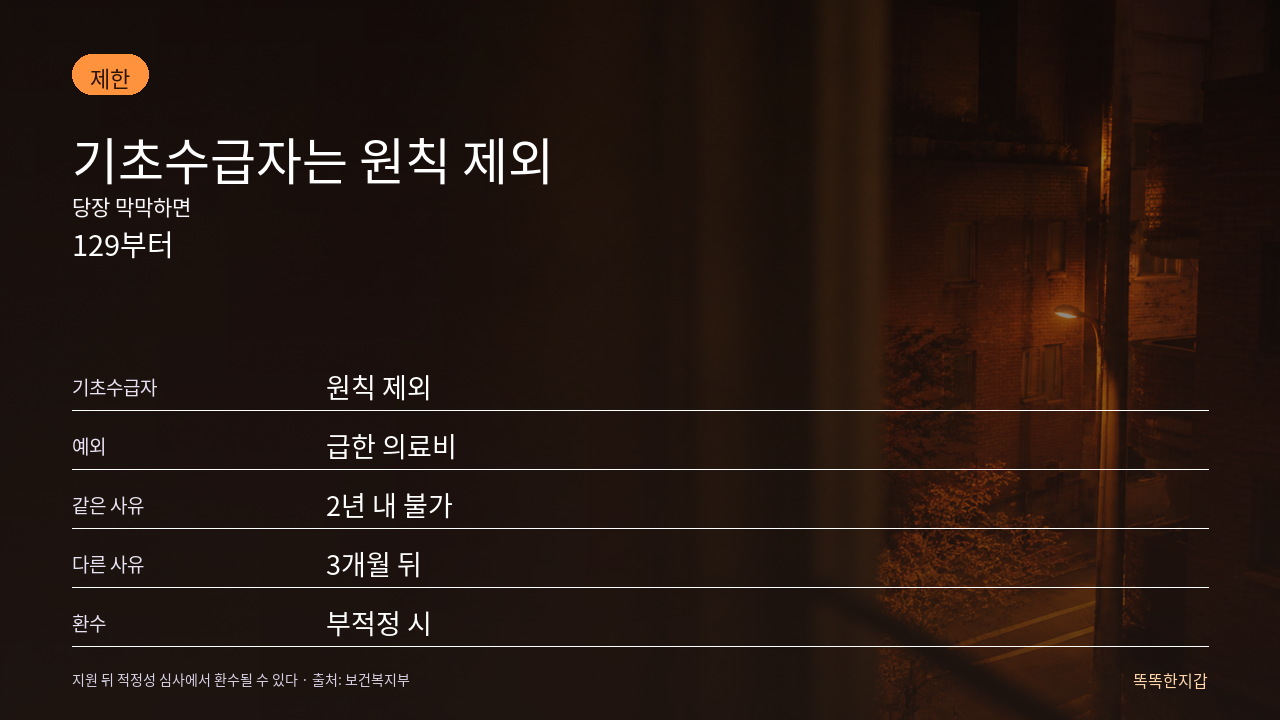 제한
기초수급자는 원칙 제외
당장 막막하면
129부터
기초수급자 원칙 제외
예외 급한 의료비
같은 사유 2년 내 불가
다른 사유 3개월 뒤
환수 부적정 시
지원 뒤 적정성 심사에서 환수될 수 있다 · 출처: 보건복지부
똑똑한지갑